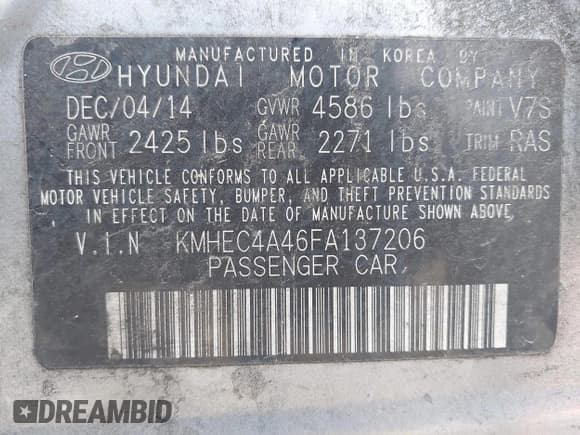 MANUFACTURED IN KOREA BY
HYUNDAI MOTOR COMPANY
DEC/04/14 GVWR 4586 lbs PAINT V7S
GAWR FRONT 2425 lbs GAWR REAR 2271 lbs TRIM RAS
THIS VEHICLE CONFORMS TO ALL APPLICABLE U.S.A. FEDERAL
MOTOR VEHICLE SAFETY, BUMPER, AND THEFT PREVENTION STANDARDS
IN EFFECT ON THE DATE OF MANUFACTURE SHOWN ABOVE.
V.I.N KMHEC4A46FA137206
PASSENGER CAR
DREAMBID